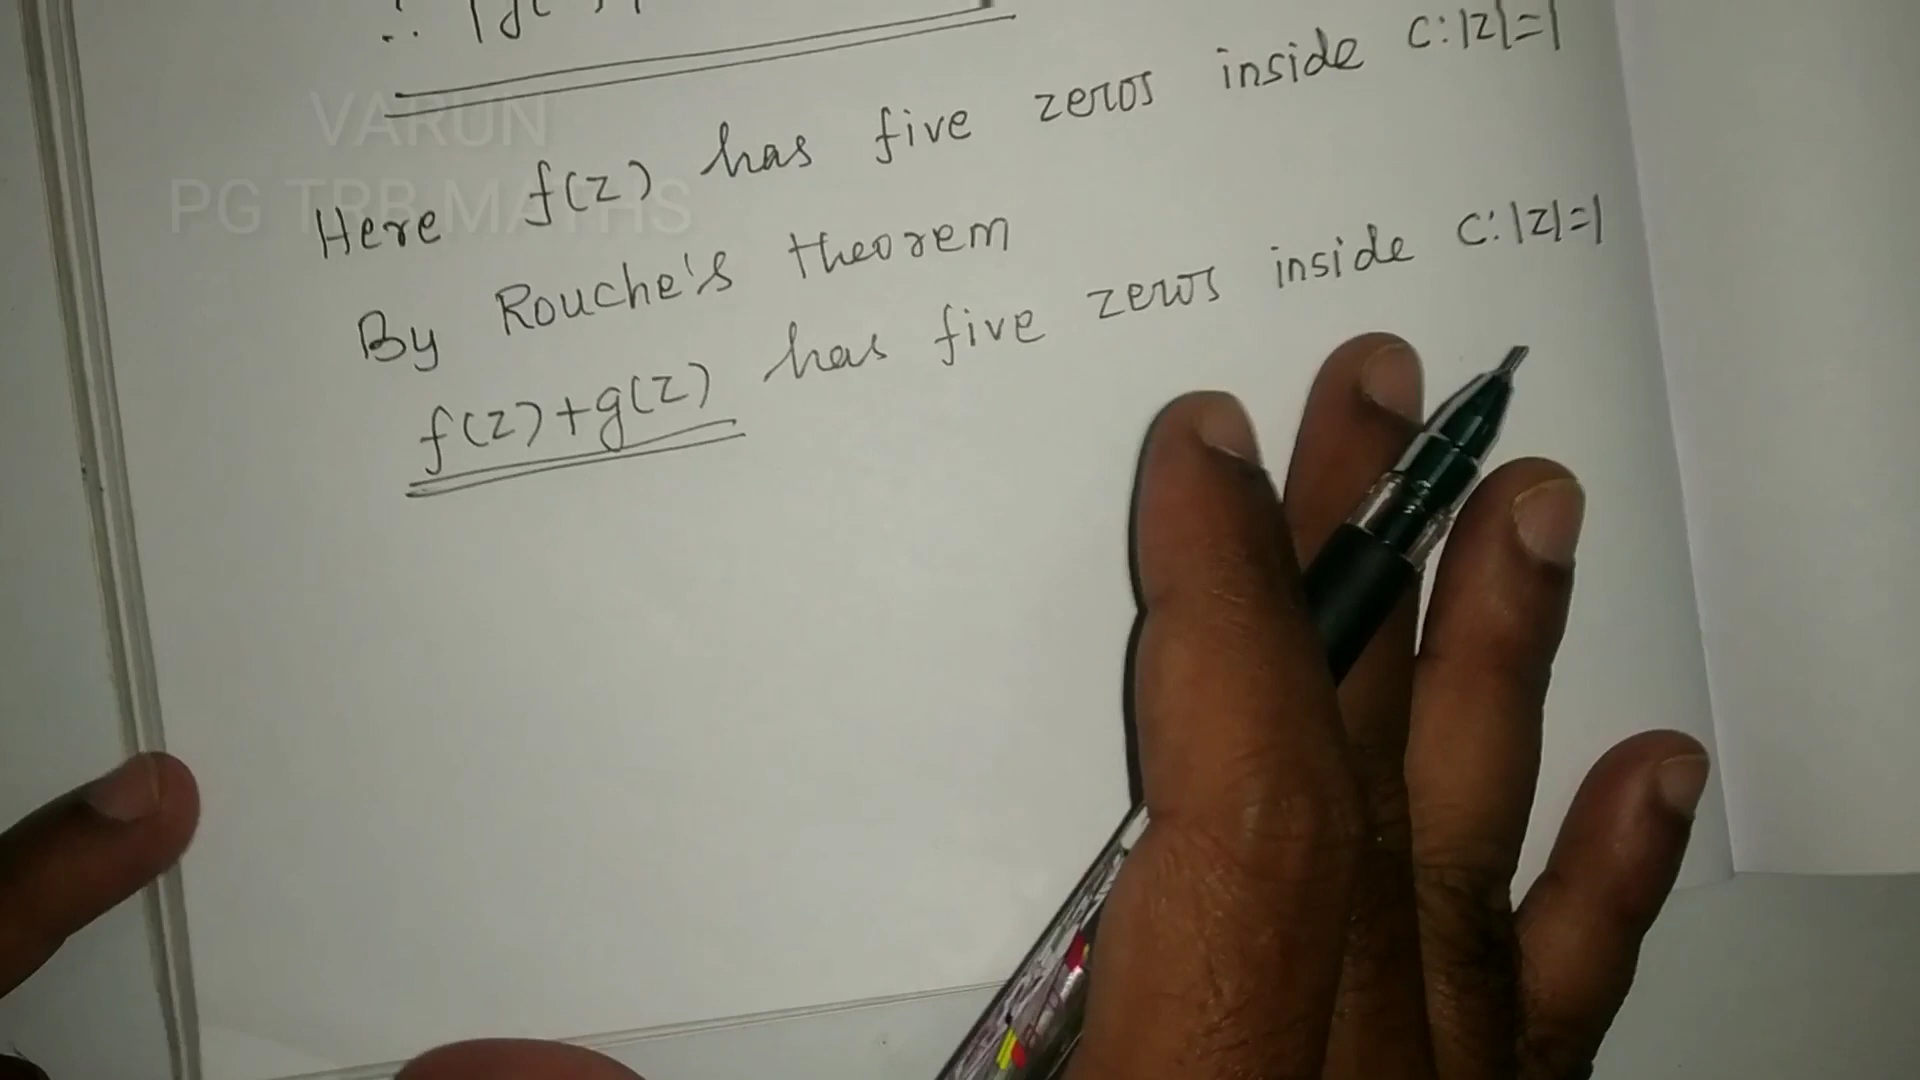 Here f(z) has five zeros inside C:|z|=1
By Rouche's theorem
f(z)+g(z) has five zeros inside C:|z|=1
VARUN
PG TRB MATHS